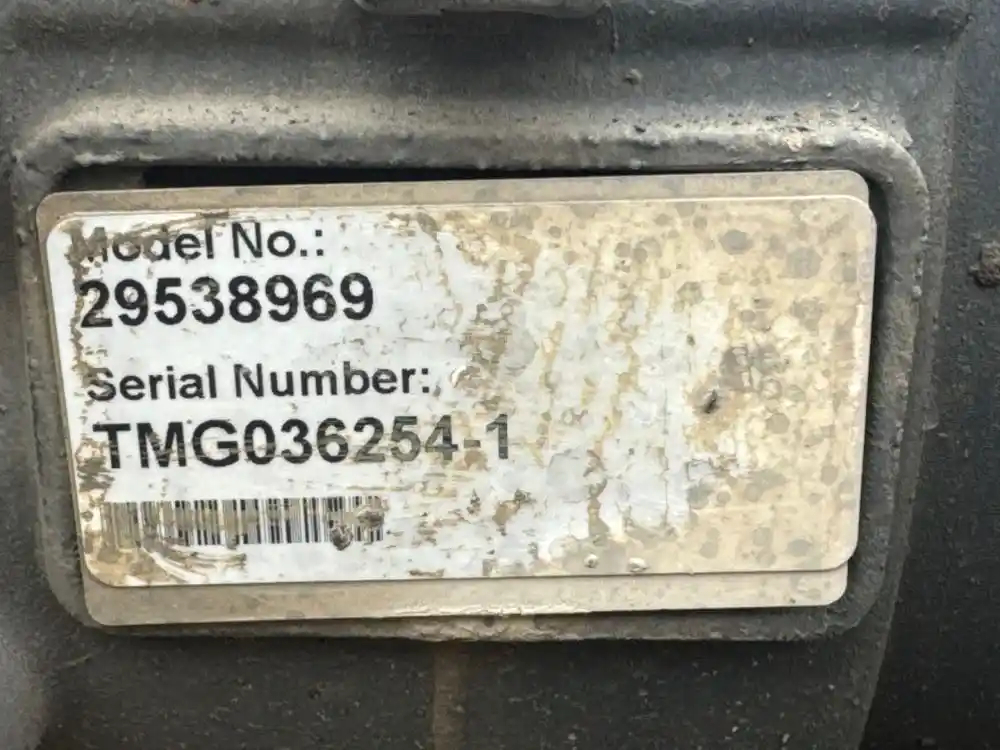 Model No.:
29538969
Serial Number:
TMG036254-1